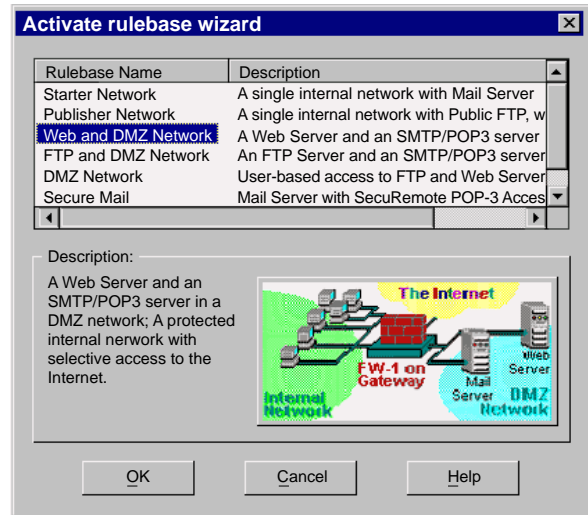 Activate rulebase wizard
Rulebase Name Description
Starter Network A single internal network with Mail Server
Publisher Network A single internal network with Public FTP, w
Web and DMZ Network A Web Server and an SMTP/POP3 server
FTP and DMZ Network An FTP Server and an SMTP/POP3 server
DMZ Network User-based access to FTP and Web Server
Secure Mail Mail Server with SecuRemote POP-3 Acces
Description:
A Web Server and an
SMTP/POP3 server in a
DMZ network; A protected
internal nerwork with
selective access to the
Internet.
The Internet
FW-1 on
Gateway
Internal
Network
Mail
Server
Web
Server
DMZ
Network
OK Cancel Help